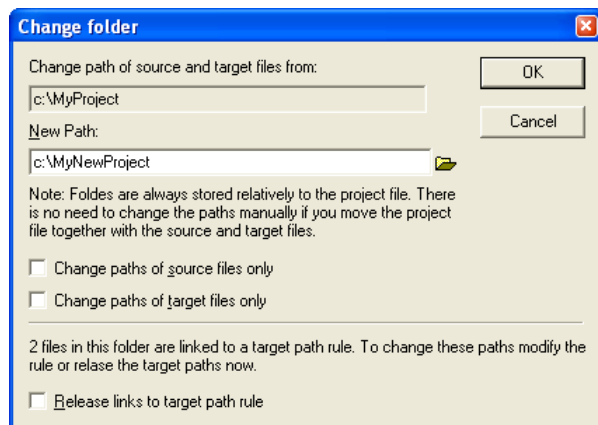 Change folder
Change path of source and target files from:
OK
c:\MyProject
Cancel
New Path:
c:\MyNewProject
Note: Foldes are always stored relatively to the project file. There
is no need to change the paths manually if you move the project
file together with the source and target files.
Change paths of source files only
Change paths of target files only
2 files in this folder are linked to a target path rule. To change these paths modify the
rule or relase the target paths now.
Release links to target path rule